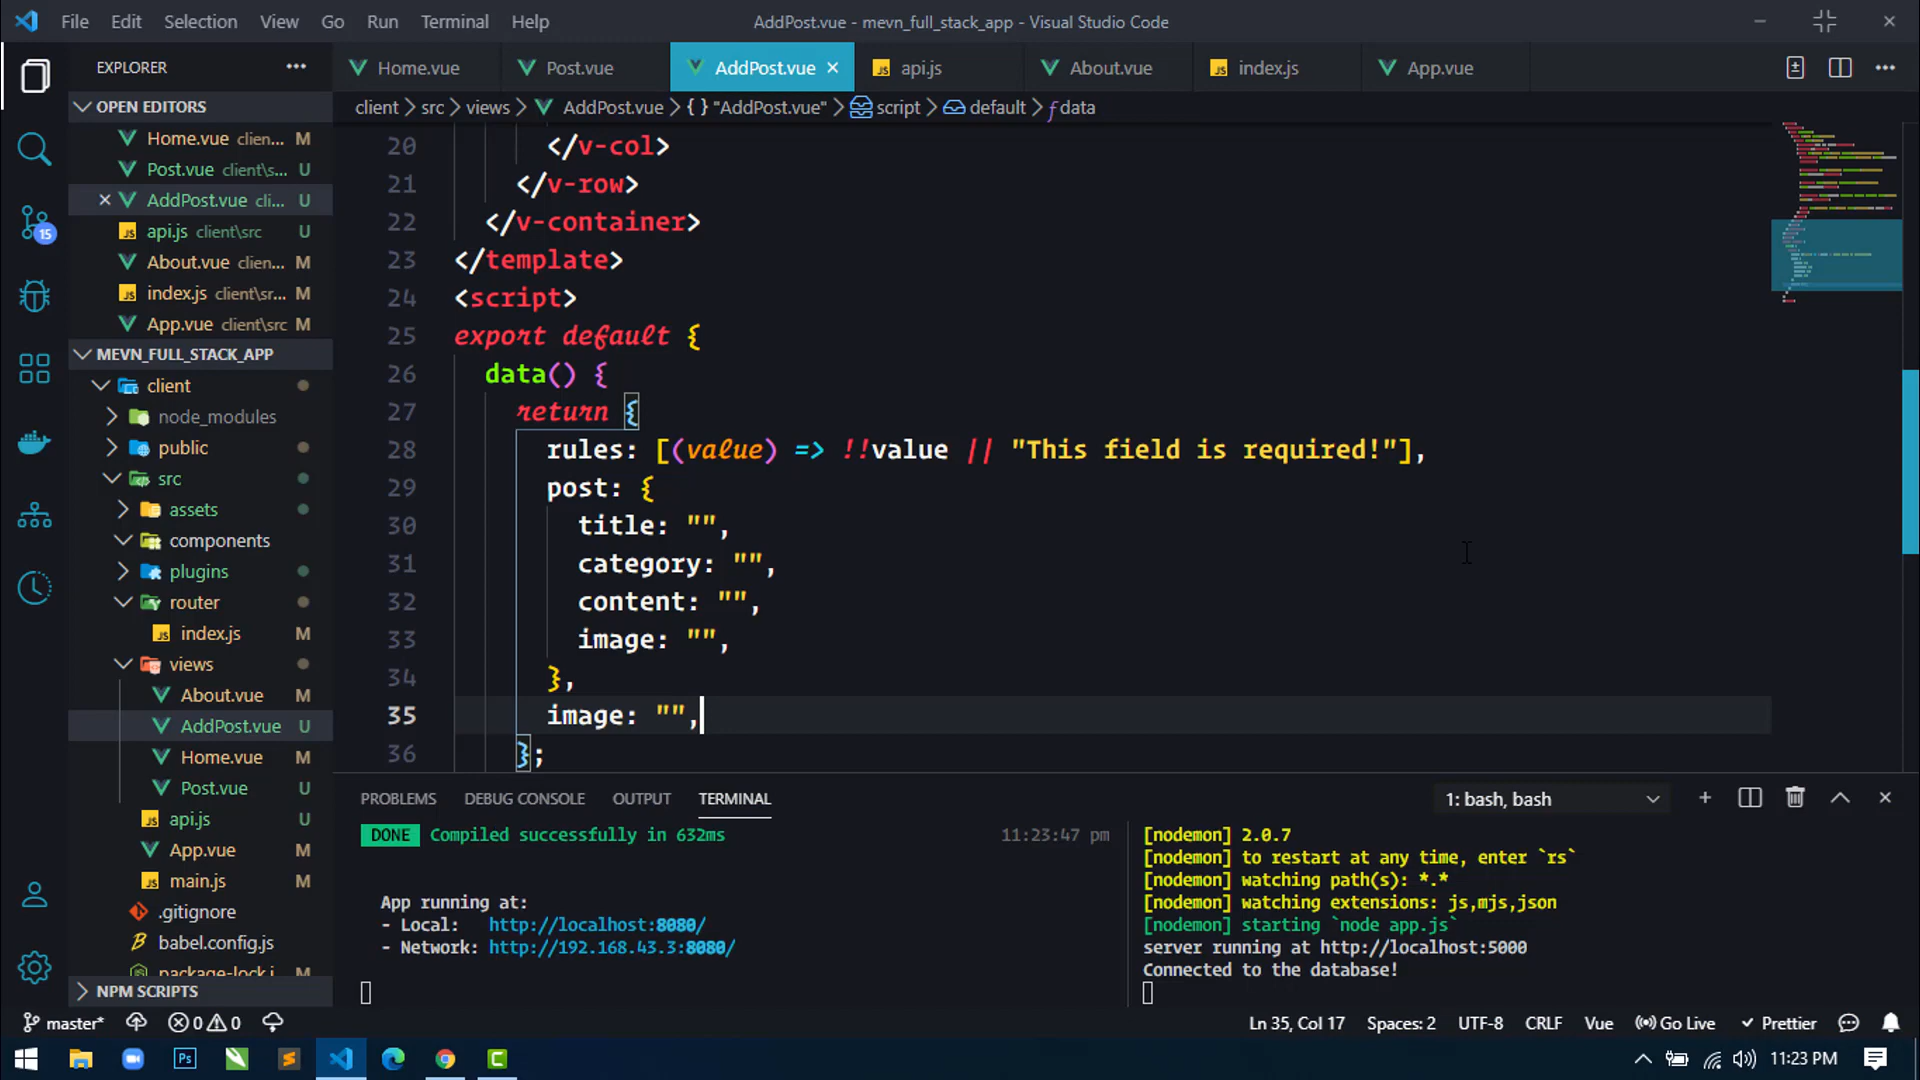 File Edit Selection View Go Run Terminal Help
AddPost.vue - mevn_full_stack_app - Visual Studio Code
EXPLORER
Home.vue Post.vue AddPost.vue api.js About.vue index.js App.vue
OPEN EDITORS
client > src > views > AddPost.vue > {} "AddPost.vue" > script > default > data
Home.vue clien... M
Post.vue client\s... U
AddPost.vue cli... U
api.js client\src U
About.vue clien... M
index.js client\sr... M
App.vue client\src M
MEVN_FULL_STACK_APP
client
node_modules
public
src
assets
components
plugins
router
index.js M
views
About.vue M
AddPost.vue U
Home.vue M
Post.vue U
api.js U
App.vue M
main.js M
.gitignore
babel.config.js
package-lock.j... M
NPM SCRIPTS
15
20 </v-col>
21 </v-row>
22 </v-container>
23 </template>
24 <script>
25 export default {
26 data() {
27 return {
28 rules: [(value) => !!value || "This field is required!"],
29 post: {
30 title: "",
31 category: "",
32 content: "",
33 image: "",
34 },
35 image: "",
36 };
PROBLEMS DEBUG CONSOLE OUTPUT TERMINAL
1: bash, bash
DONE Compiled successfully in 632ms 11:23:47 pm
App running at:
- Local: http://localhost:8080/
- Network: http://192.168.43.3:8080/
[nodemon] 2.0.7
[nodemon] to restart at any time, enter `rs`
[nodemon] watching path(s): *.*
[nodemon] watching extensions: js,mjs,json
[nodemon] starting `node app.js`
server running at http://localhost:5000
Connected to the database!
master* 0 0
Ln 35, Col 17 Spaces: 2 UTF-8 CRLF Vue Go Live Prettier
Ps
C
11:23 PM